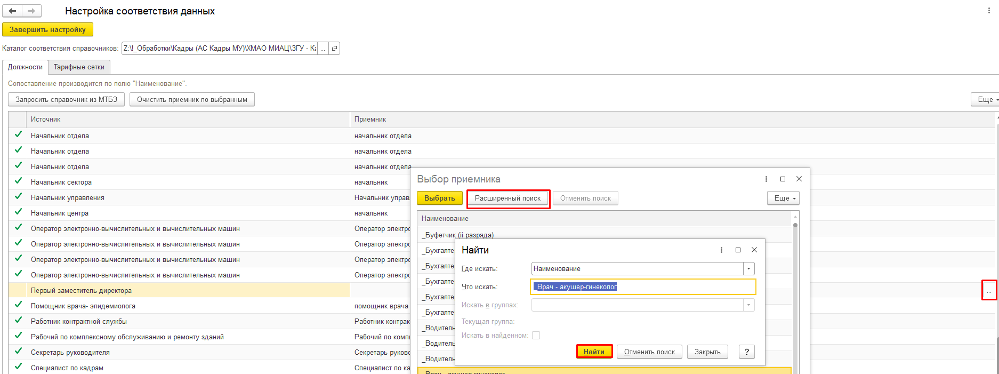 Настройка соответствия данных
Завершить настройку
Каталог соответствия справочников: Z:\!_Обработки\Кадры (АС Кадры МУ)\ХМАО МИАЦ\ЗГУ - Ка ...
Должности Тарифные сетки
Сопоставление производится по полю "Наименование".
Запросить справочник из МТБЗ Очистить приемник по выбранным Еще
Источник Приемник
Начальник отдела начальник отдела
Начальник отдела начальник отдела
Начальник отдела начальник отдела
Начальник сектора начальник
Начальник управления Начальник управл
Начальник центра начальник
Оператор электронно-вычислительных и вычислительных машин Оператор электро
Оператор электронно-вычислительных и вычислительных машин Оператор электро
Оператор электронно-вычислительных и вычислительных машин Оператор электро
Оператор электронно-вычислительных и вычислительных машин Оператор электро
Первый заместитель директора ...
Помощник врача- эпидемиолога помощник врача
Работник контрактной службы Работник контрак
Рабочий по комплексному обслуживанию и ремонту зданий Рабочий по компл
Секретарь руководителя Секретарь руково
Специалист по кадрам Специалист по ка
Выбор приемника
Выбрать Расширенный поиск Отменить поиск Еще
Наименование
_Буфетчик (ii разряда)
_Бухгалте
_Бухгалте
_Бухгалте
_Бухгалте
_Бухгалте
_Водитель
_Водитель
_Водитель
_Врач - акушер-гинеколог
Найти
Где искать: Наименование
Что искать: _Врач - акушер-гинеколог
Искать в группах:
Текущая группа:
Искать в найденном:
Найти Отменить поиск Закрыть ?